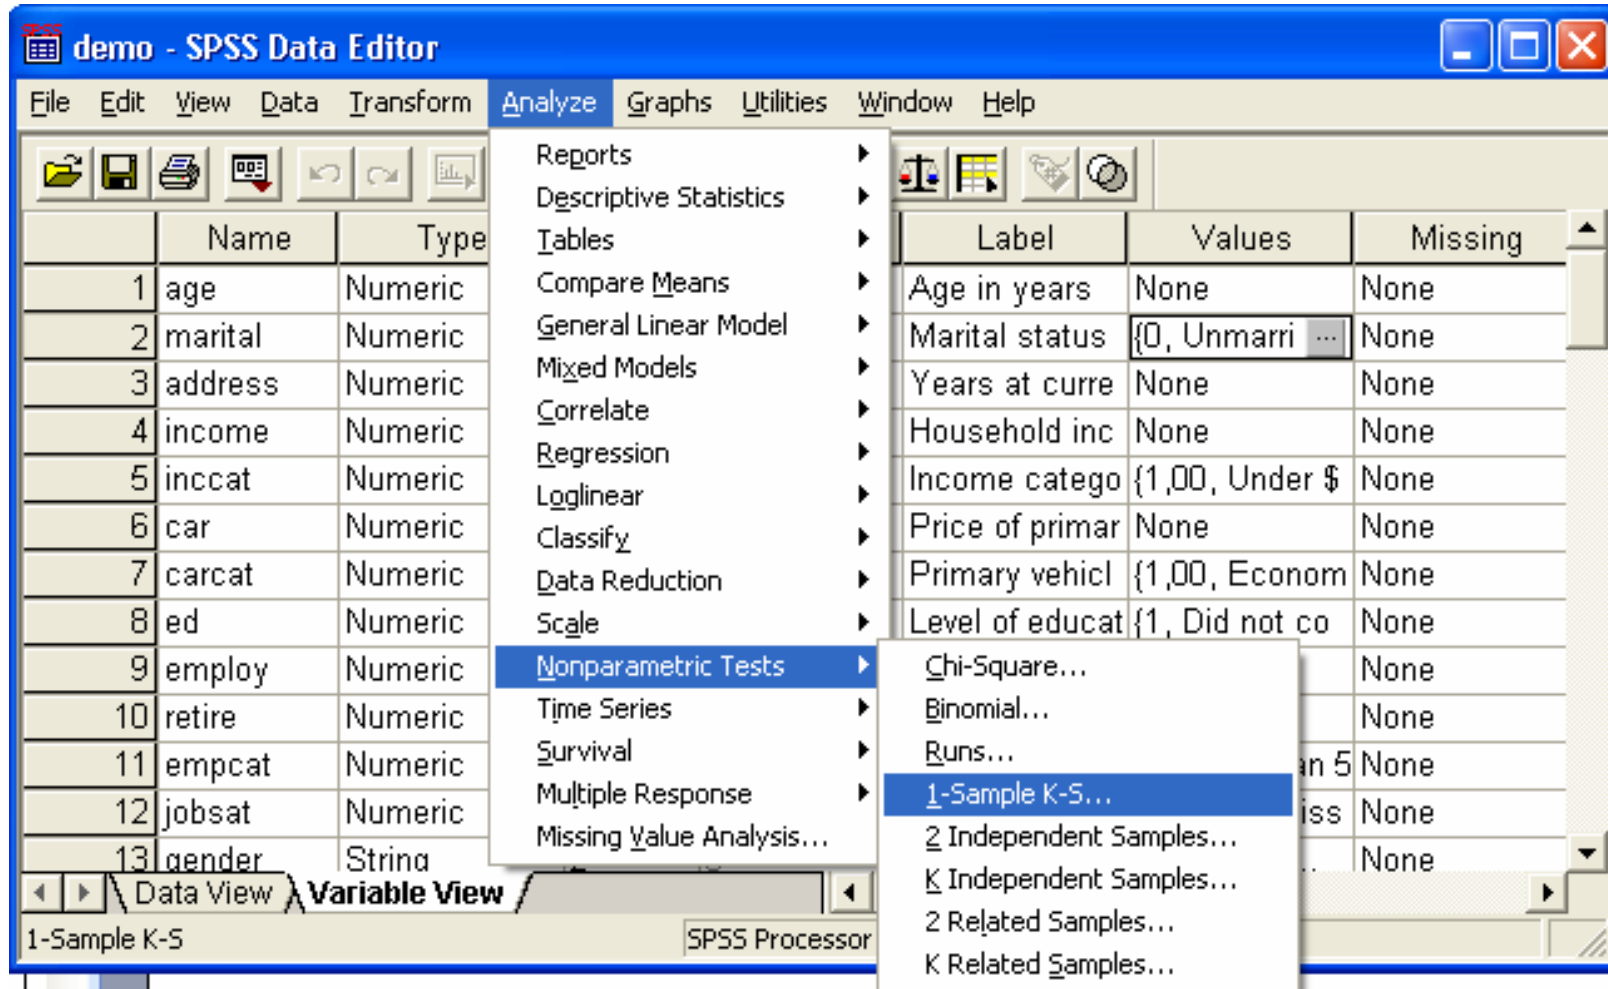 SPSS
demo - SPSS Data Editor
File Edit View Data Transform Analyze Graphs Utilities Window Help
Reports
Descriptive Statistics
Tables
Compare Means
General Linear Model
Mixed Models
Correlate
Regression
Loglinear
Classify
Data Reduction
Scale
Nonparametric Tests
Time Series
Survival
Multiple Response
Missing Value Analysis...
Chi-Square...
Binomial...
Runs...
1-Sample K-S...
2 Independent Samples...
K Independent Samples...
2 Related Samples...
K Related Samples...
Name Type Label Values Missing
1 age Numeric Age in years None None
2 marital Numeric Marital status {0, Unmarri ... None
3 address Numeric Years at curre None None
4 income Numeric Household inc None None
5 inccat Numeric Income catego {1,00, Under $ None
6 car Numeric Price of primar None None
7 carcat Numeric Primary vehicl {1,00, Econom None
8 ed Numeric Level of educat {1, Did not co None
9 employ Numeric None
10 retire Numeric None
11 empcat Numeric an 5 None
12 jobsat Numeric iss None
13 gender String None
Data View Variable View
1-Sample K-S SPSS Processor